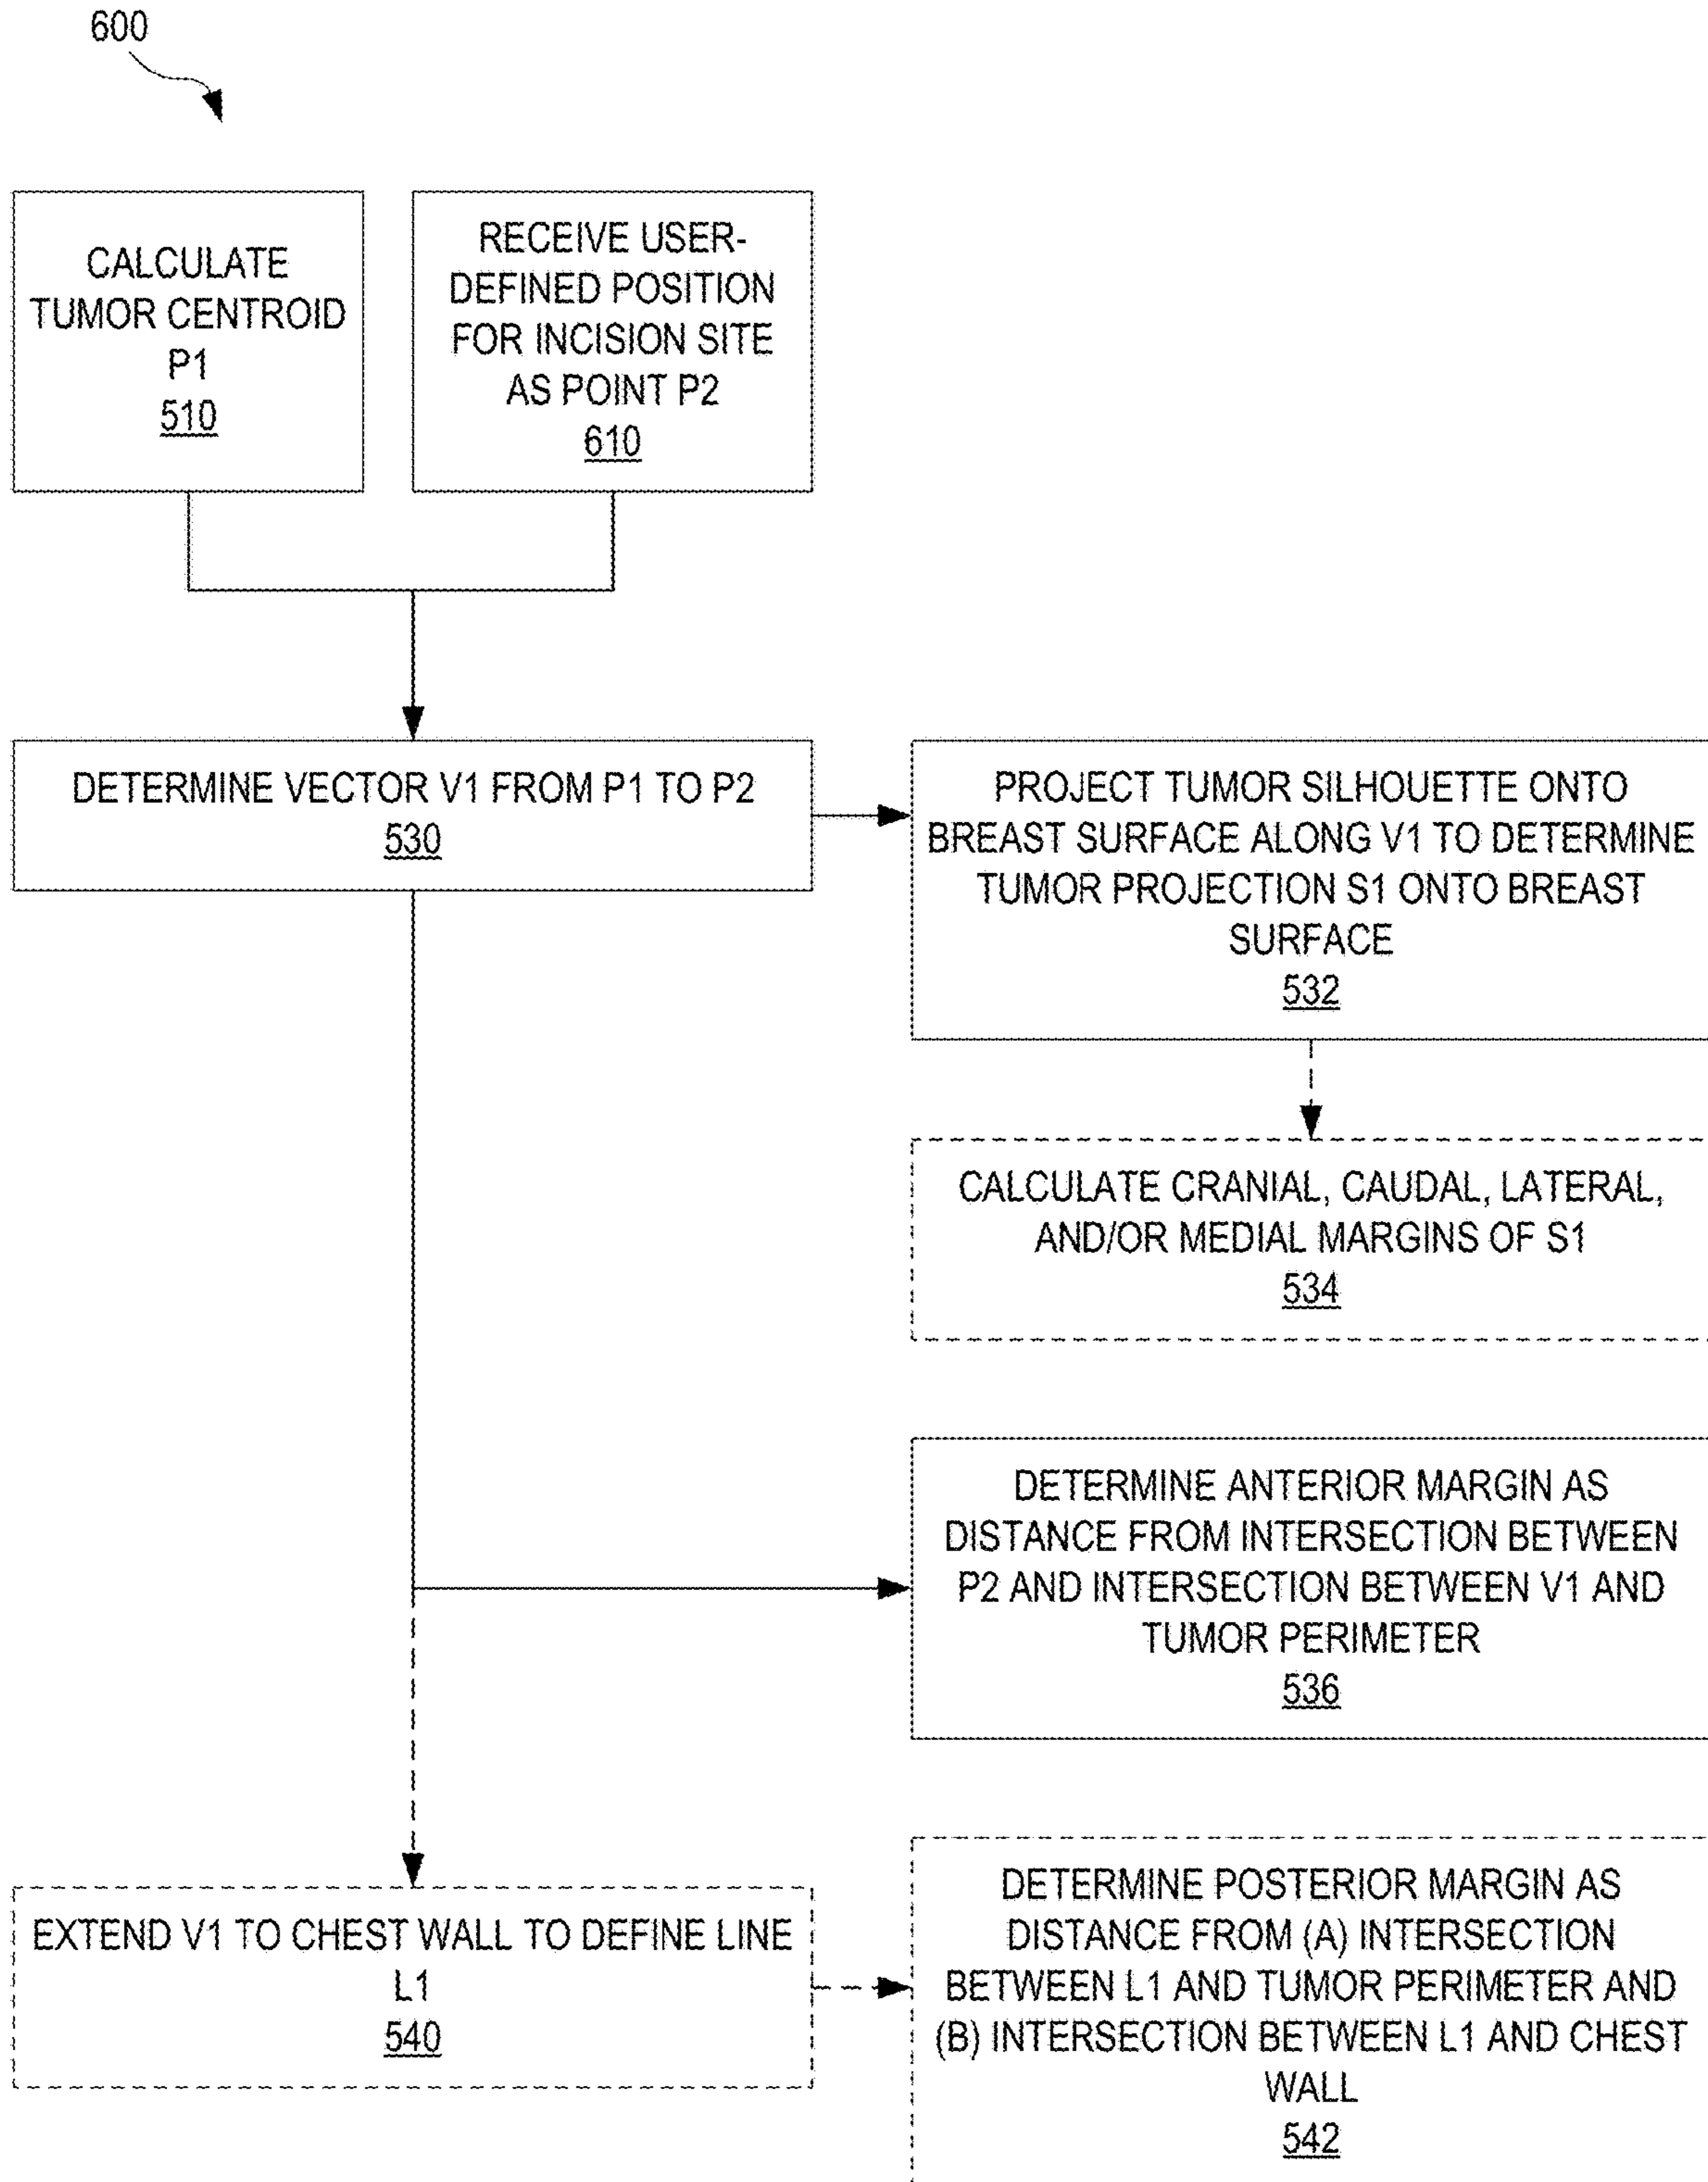 600
CALCULATE
TUMOR CENTROID
P1
510
RECEIVE USER-
DEFINED POSITION
FOR INCISION SITE
AS POINT P2
610
DETERMINE VECTOR V1 FROM P1 TO P2
530
PROJECT TUMOR SILHOUETTE ONTO
BREAST SURFACE ALONG V1 TO DETERMINE
TUMOR PROJECTION S1 ONTO BREAST
SURFACE
532
CALCULATE CRANIAL, CAUDAL, LATERAL,
AND/OR MEDIAL MARGINS OF S1
534
DETERMINE ANTERIOR MARGIN AS
DISTANCE FROM INTERSECTION BETWEEN
P2 AND INTERSECTION BETWEEN V1 AND
TUMOR PERIMETER
536
EXTEND V1 TO CHEST WALL TO DEFINE LINE
L1
540
DETERMINE POSTERIOR MARGIN AS
DISTANCE FROM (A) INTERSECTION
BETWEEN L1 AND TUMOR PERIMETER AND
(B) INTERSECTION BETWEEN L1 AND CHEST
WALL
542